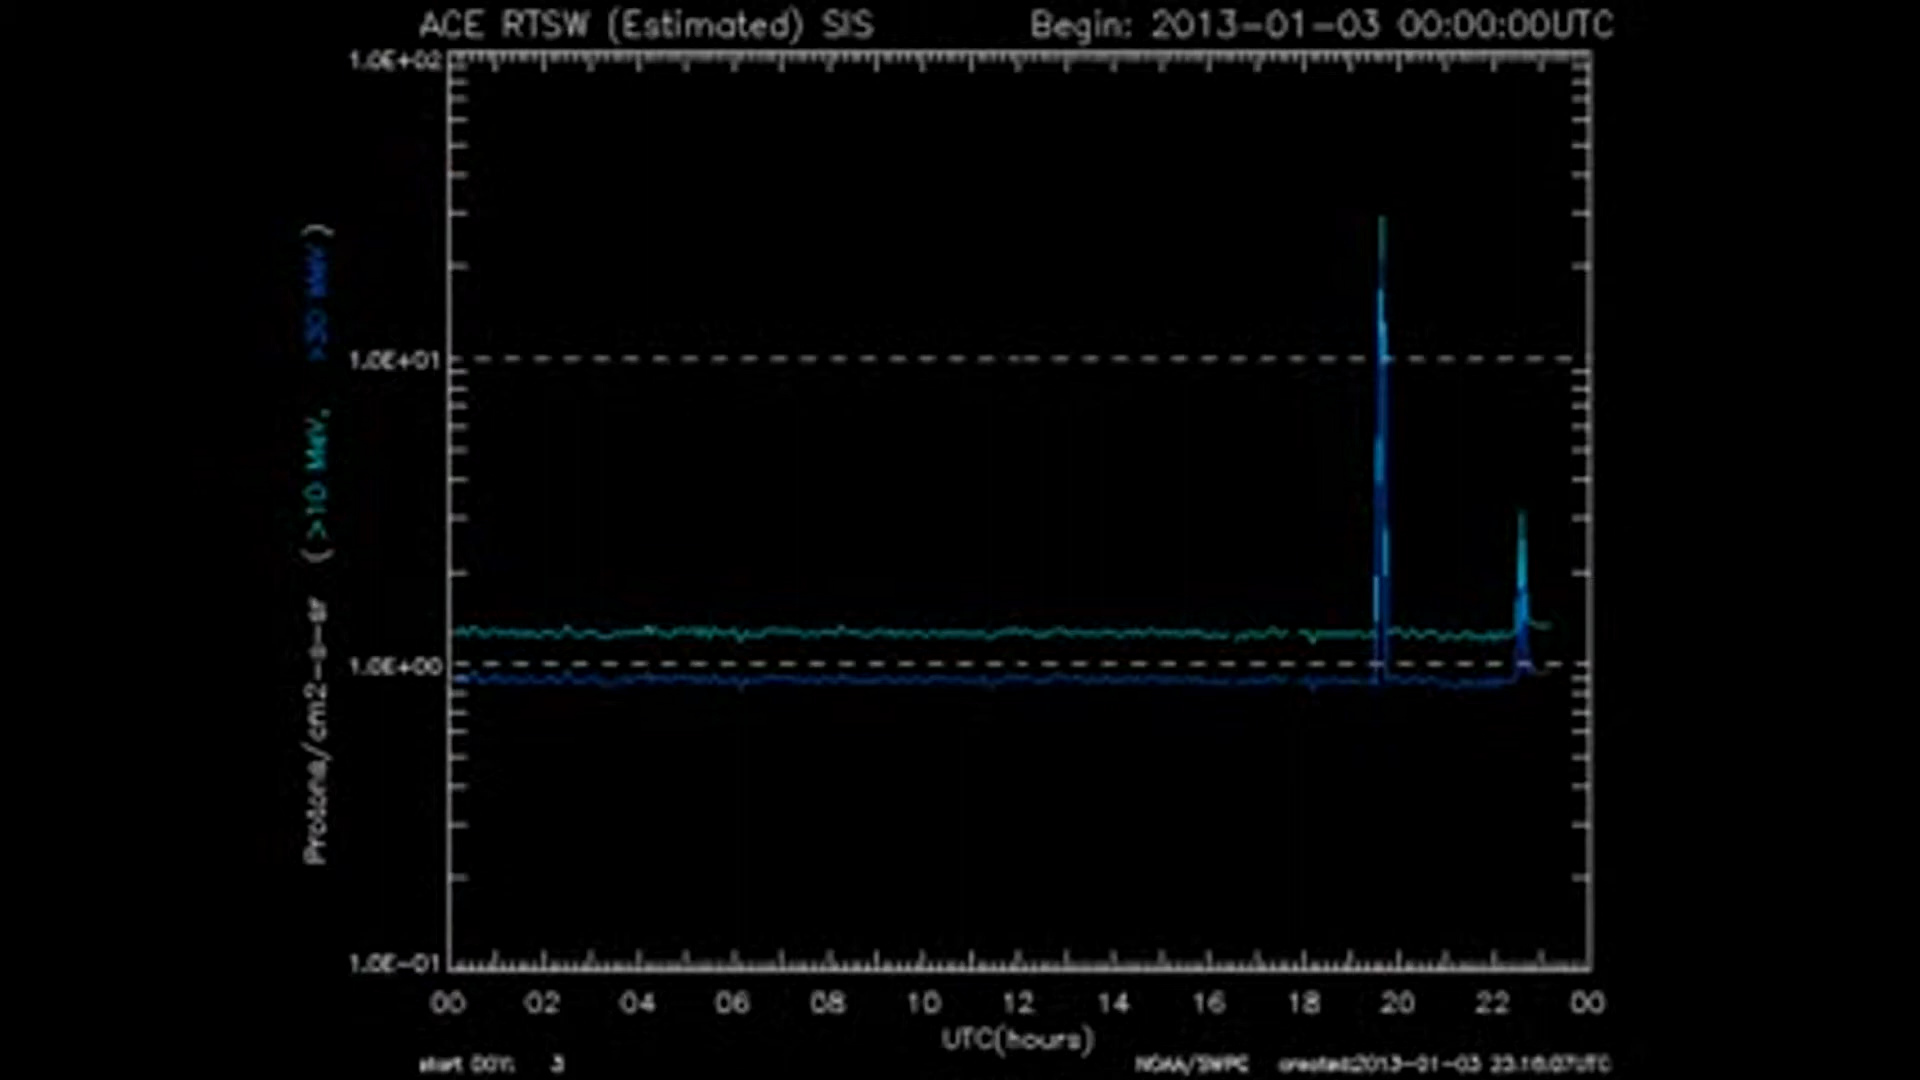 ACE RTSW (Estimated) SIS Begin: 2013-01-03 00:00:00UTC
1.0E+02
1.0E+01
1.0E+00
1.0E-01
Protons/cm2-s-sr ( >10 MeV, >30 MeV )
00 02 04 06 08 10 12 14 16 18 20 22 00
UTC(hours)
start DOY: 3 NOAA/SWPC created:2013-01-03 23:16:07UTC